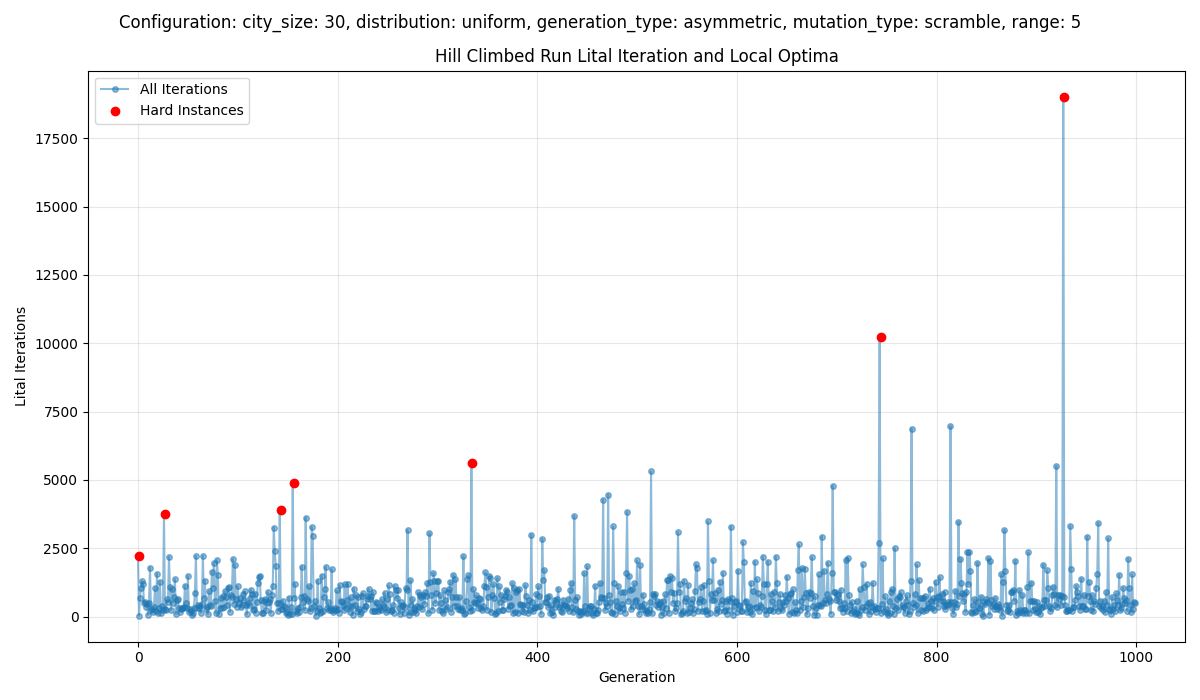 Configuration: city_size: 30, distribution: uniform, generation_type: asymmetric, mutation_type: scramble, range: 5
Hill Climbed Run Lital Iteration and Local Optima
All Iterations
Hard Instances
17500
15000
12500
10000
7500
5000
2500
0
Lital Iterations
0 200 400 600 800 1000
Generation